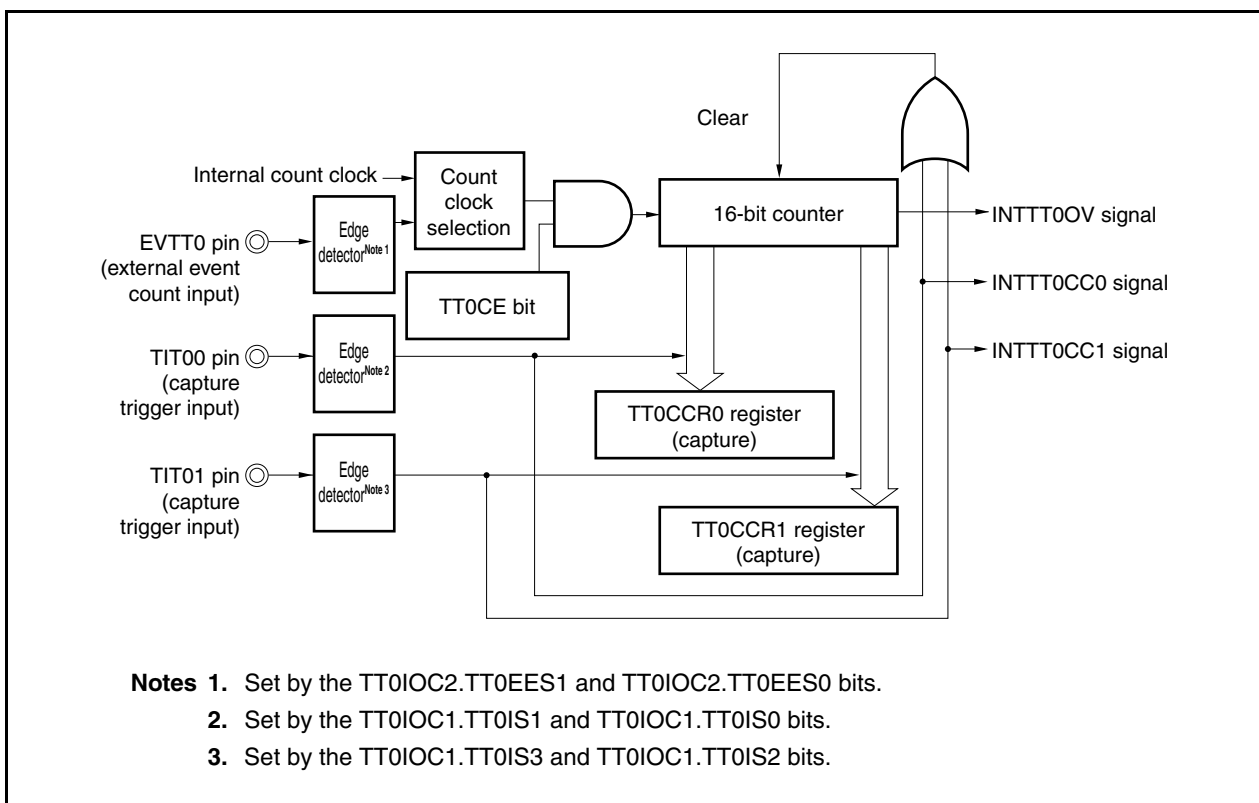 Clear
Internal count clock
Count
clock
selection
16-bit counter
INTTT0OV signal
EVTT0 pin
(external event
count input)
Edge
detectorNote 1
TT0CE bit
INTTT0CC0 signal
TIT00 pin
(capture
trigger input)
Edge
detectorNote 2
INTTT0CC1 signal
TT0CCR0 register
(capture)
TIT01 pin
(capture
trigger input)
Edge
detectorNote 3
TT0CCR1 register
(capture)
Notes 1. Set by the TT0IOC2.TT0EES1 and TT0IOC2.TT0EES0 bits.
2. Set by the TT0IOC1.TT0IS1 and TT0IOC1.TT0IS0 bits.
3. Set by the TT0IOC1.TT0IS3 and TT0IOC1.TT0IS2 bits.